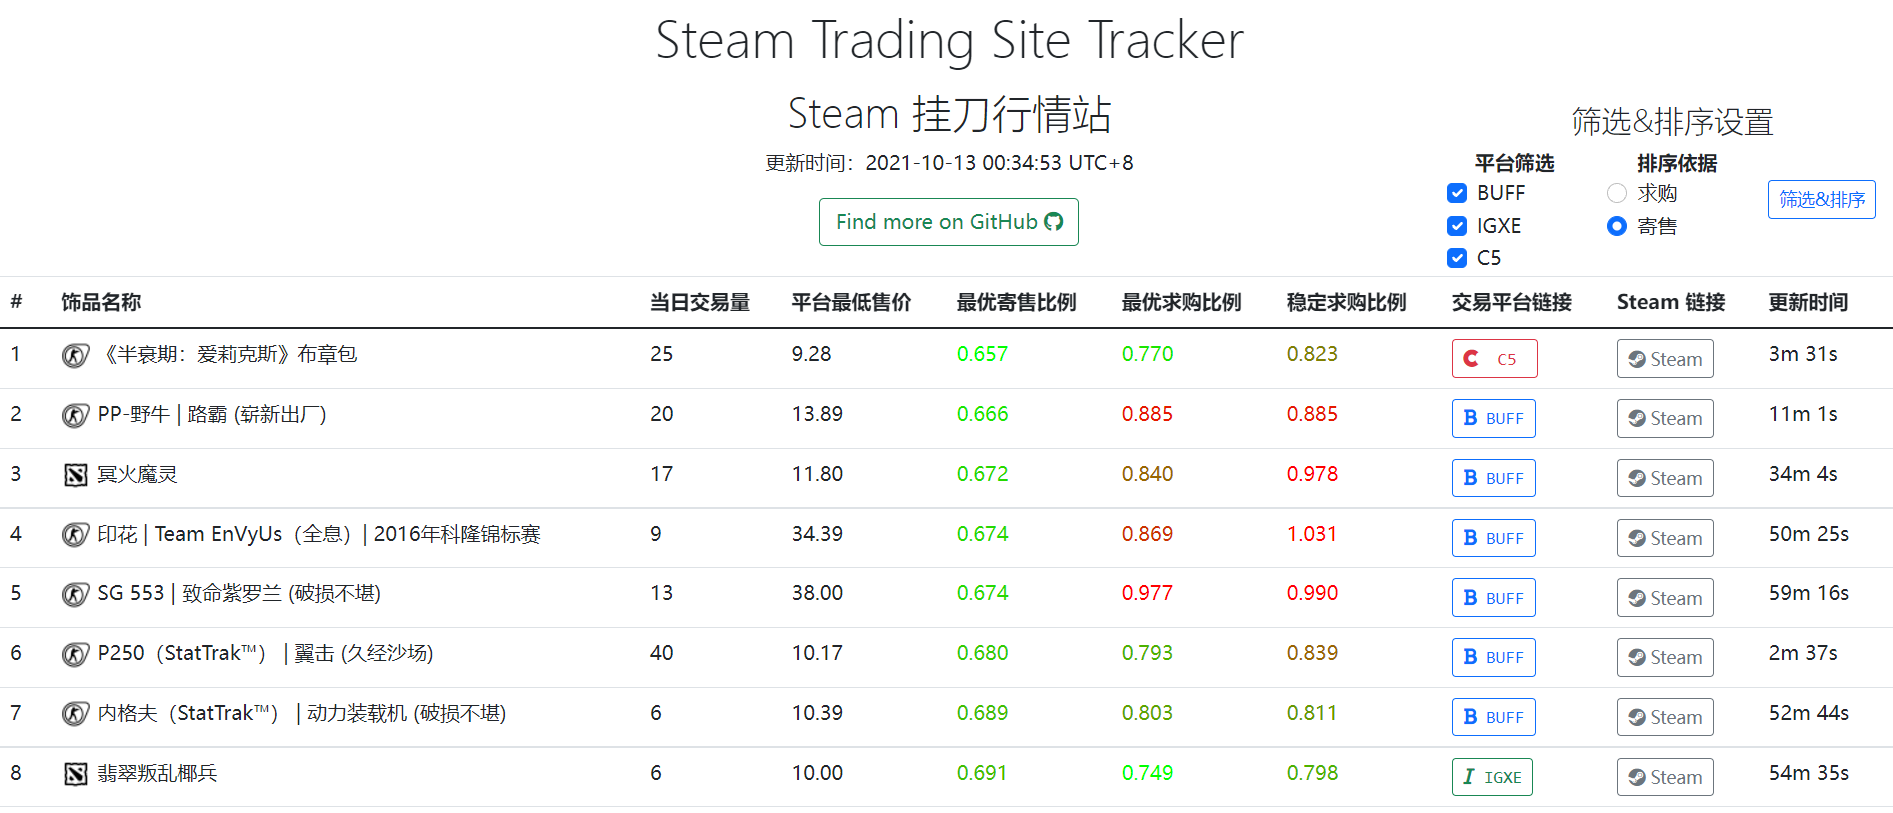 Steam Trading Site Tracker
Steam 挂刀行情站
更新时间：2021-10-13 00:34:53 UTC+8
Find more on GitHub
筛选&排序设置
平台筛选 排序依据
BUFF 求购 筛选&排序
IGXE 寄售
C5
# 饰品名称 当日交易量 平台最低售价 最优寄售比例 最优求购比例 稳定求购比例 交易平台链接 Steam 链接 更新时间
1 《半衰期：爱莉克斯》布章包 25 9.28 0.657 0.770 0.823 C5 Steam 3m 31s
2 PP-野牛 | 路霸 (崭新出厂) 20 13.89 0.666 0.885 0.885 BUFF Steam 11m 1s
3 冥火魔灵 17 11.80 0.672 0.840 0.978 BUFF Steam 34m 4s
4 印花 | Team EnVyUs（全息）| 2016年科隆锦标赛 9 34.39 0.674 0.869 1.031 BUFF Steam 50m 25s
5 SG 553 | 致命紫罗兰 (破损不堪) 13 38.00 0.674 0.977 0.990 BUFF Steam 59m 16s
6 P250（StatTrak™） | 翼击 (久经沙场) 40 10.17 0.680 0.793 0.839 BUFF Steam 2m 37s
7 内格夫（StatTrak™） | 动力装载机 (破损不堪) 6 10.39 0.689 0.803 0.811 BUFF Steam 52m 44s
8 翡翠叛乱椰兵 6 10.00 0.691 0.749 0.798 IGXE Steam 54m 35s